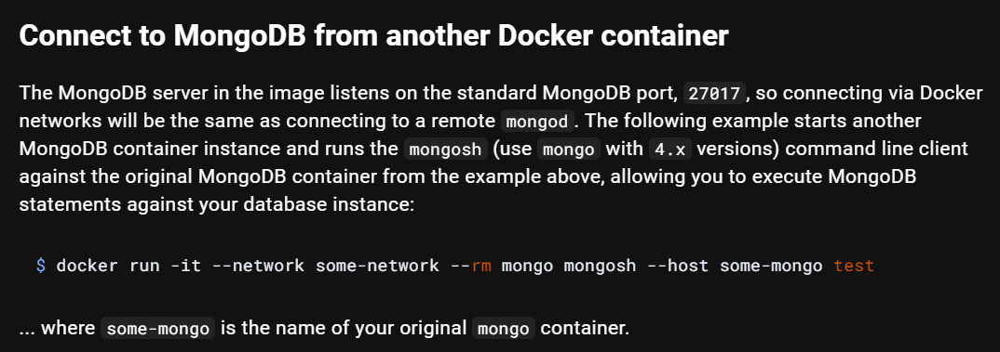 Connect to MongoDB from another Docker container
The MongoDB server in the image listens on the standard MongoDB port, 27017, so connecting via Docker
networks will be the same as connecting to a remote mongod. The following example starts another
MongoDB container instance and runs the mongosh (use mongo with 4.x versions) command line client
against the original MongoDB container from the example above, allowing you to execute MongoDB
statements against your database instance:
$ docker run -it --network some-network --rm mongo mongosh --host some-mongo test
... where some-mongo is the name of your original mongo container.